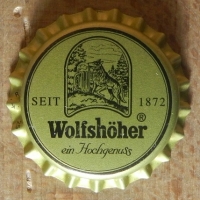 SEIT 1872
Wolfshöher ®
ein Hochgenuss